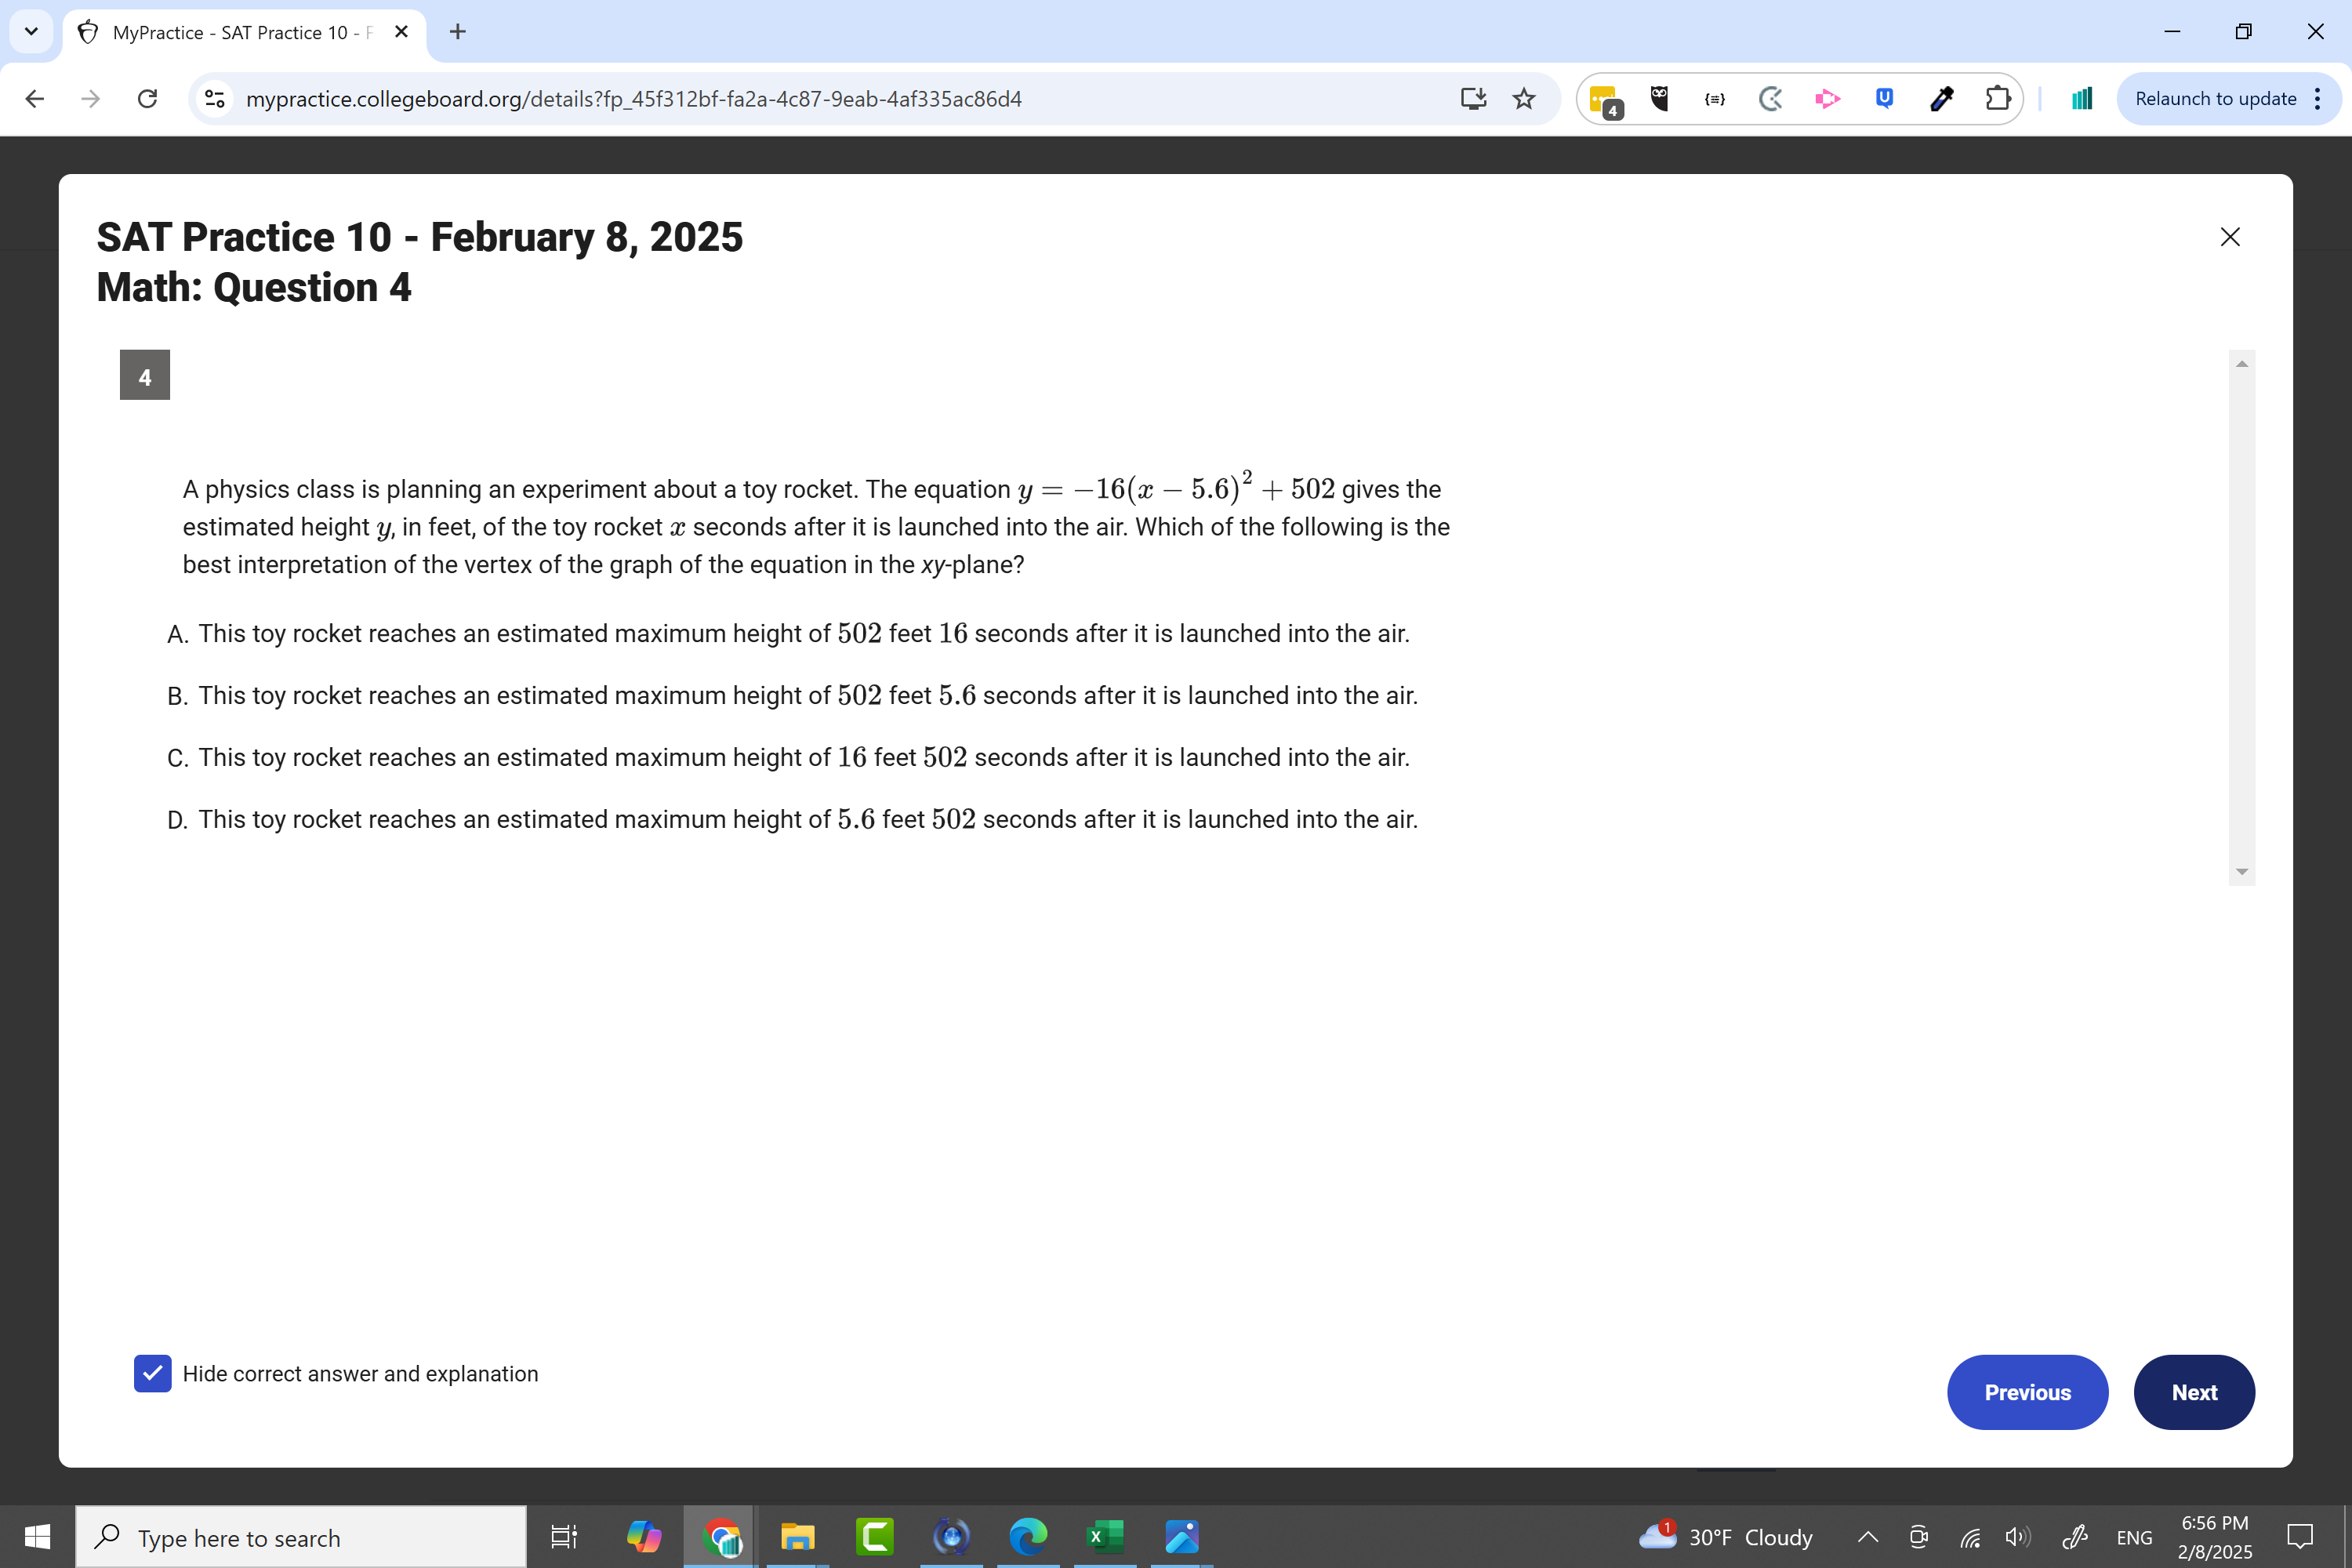 MyPractice - SAT Practice 10 - F
mypractice.collegeboard.org/details?fp_45f312bf-fa2a-4c87-9eab-4af335ac86d4
4
{≡}
U
Relaunch to update
SAT Practice 10 - February 8, 2025
Math: Question 4
4
A physics class is planning an experiment about a toy rocket. The equation y = −16(x − 5.6)² + 502 gives the
estimated height y, in feet, of the toy rocket x seconds after it is launched into the air. Which of the following is the
best interpretation of the vertex of the graph of the equation in the xy-plane?
A. This toy rocket reaches an estimated maximum height of 502 feet 16 seconds after it is launched into the air.
B. This toy rocket reaches an estimated maximum height of 502 feet 5.6 seconds after it is launched into the air.
C. This toy rocket reaches an estimated maximum height of 16 feet 502 seconds after it is launched into the air.
D. This toy rocket reaches an estimated maximum height of 5.6 feet 502 seconds after it is launched into the air.
Hide correct answer and explanation
Previous
Next
Type here to search
1
30°F Cloudy
ENG
6:56 PM
2/8/2025